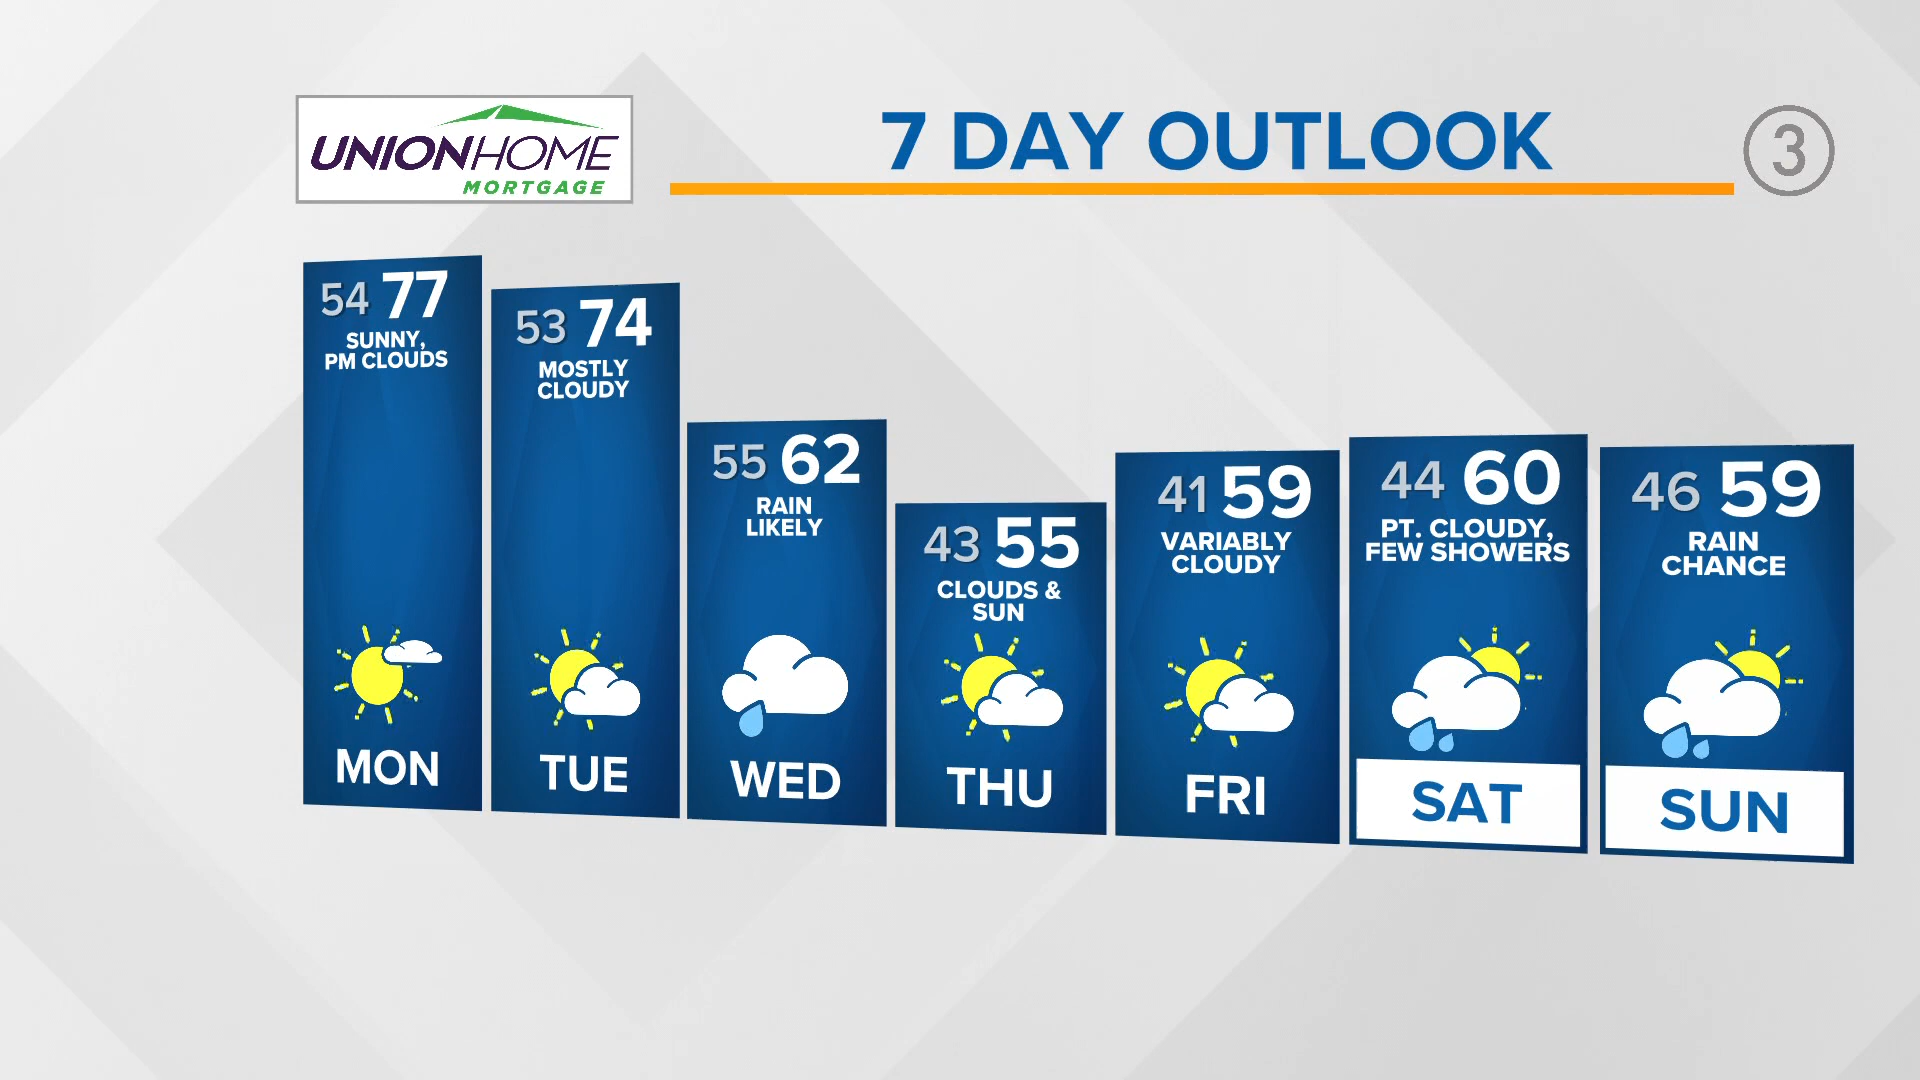 UNIONHOME
MORTGAGE
7 DAY OUTLOOK
3
54 77
SUNNY,
PM CLOUDS
MON
53 74
MOSTLY
CLOUDY
TUE
55 62
RAIN
LIKELY
WED
43 55
CLOUDS &
SUN
THU
41 59
VARIABLY
CLOUDY
FRI
44 60
PT. CLOUDY,
FEW SHOWERS
SAT
46 59
RAIN
CHANCE
SUN